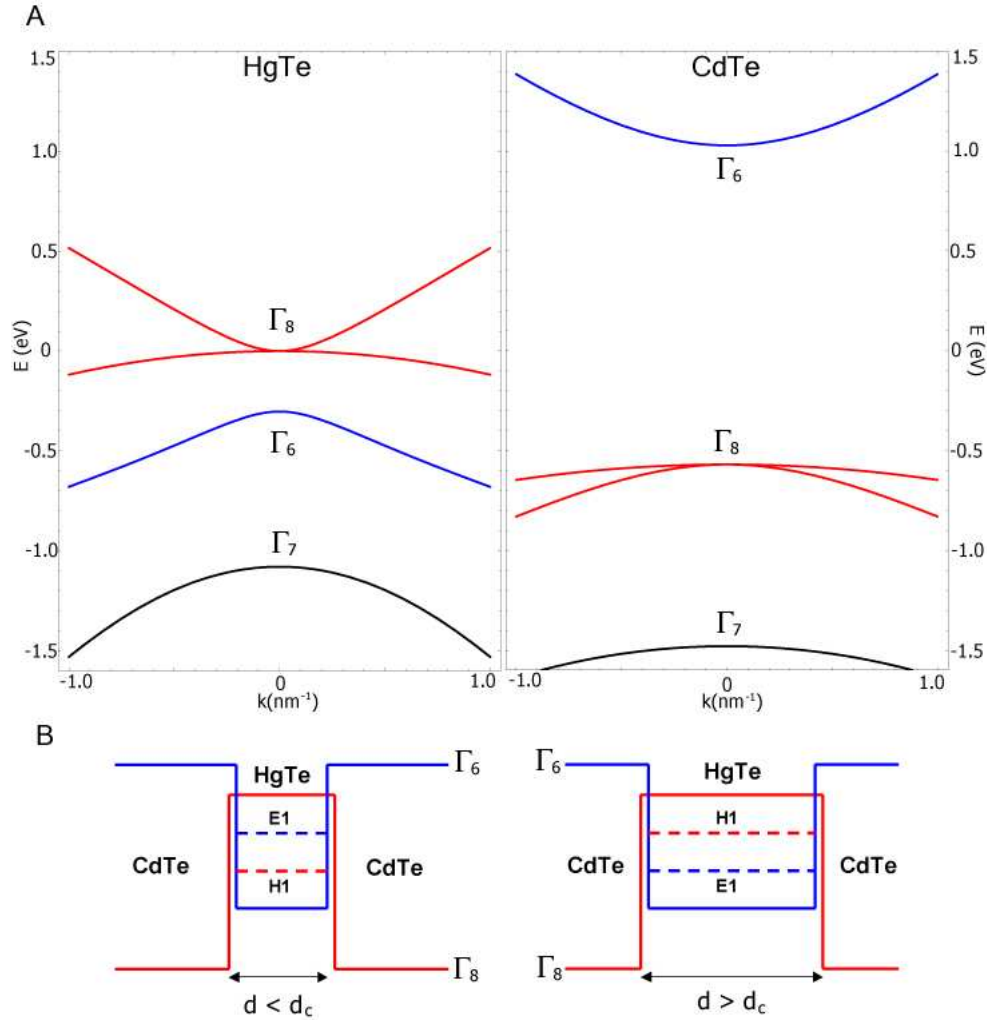 A
HgTe
CdTe
1.5
1.0
0.5
0
-0.5
-1.0
-1.5
E (eV)
Γ8
Γ6
Γ7
-1.0
0
1.0
k(nm⁻¹)
1.5
1.0
0.5
0
-0.5
-1.0
-1.5
E (eV)
Γ6
Γ8
Γ7
-1.0
0
1.0
k(nm⁻¹)
B
HgTe
Γ6
E1
CdTe
CdTe
H1
Γ8
d < dc
Γ6
HgTe
H1
CdTe
CdTe
E1
Γ8
d > dc